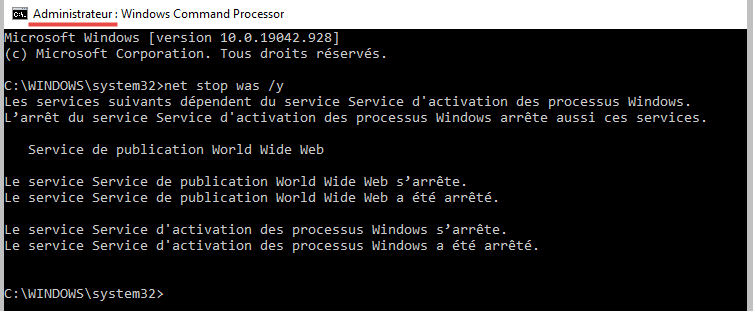 Administrateur : Windows Command Processor
Microsoft Windows [version 10.0.19042.928]
(c) Microsoft Corporation. Tous droits réservés.
C:\WINDOWS\system32>net stop was /y
Les services suivants dépendent du service Service d'activation des processus Windows.
L’arrêt du service Service d'activation des processus Windows arrête aussi ces services.
Service de publication World Wide Web
Le service Service de publication World Wide Web s’arrête.
Le service Service de publication World Wide Web a été arrêté.
Le service Service d'activation des processus Windows s’arrête.
Le service Service d'activation des processus Windows a été arrêté.
C:\WINDOWS\system32>